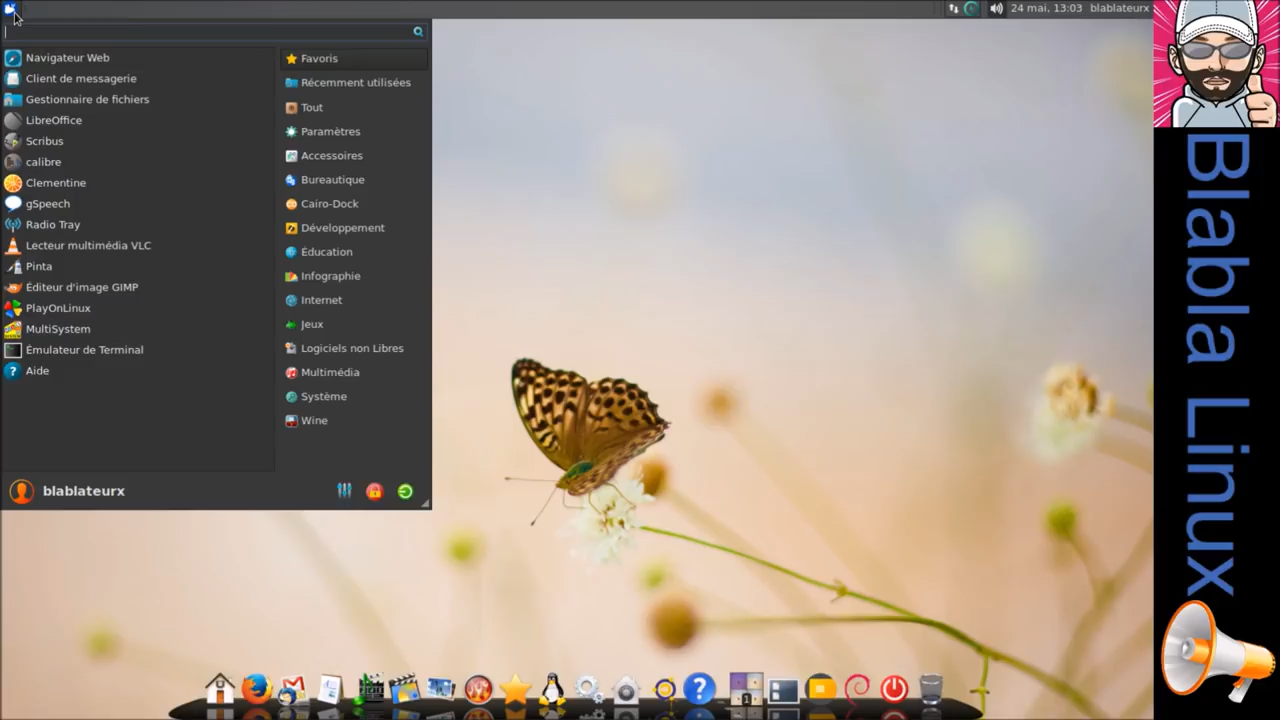 24 mai, 13:03 blablateurx
Navigateur Web
Client de messagerie
Gestionnaire de fichiers
LibreOffice
Scribus
calibre
Clementine
gSpeech
Radio Tray
Lecteur multimédia VLC
Pinta
Éditeur d'image GIMP
PlayOnLinux
MultiSystem
Émulateur de Terminal
Aide
Favoris
Récemment utilisées
Tout
Paramètres
Accessoires
Bureautique
Cairo-Dock
Développement
Éducation
Infographie
Internet
Jeux
Logiciels non Libres
Multimédia
Système
Wine
blablateurx
1
Blabla Linux